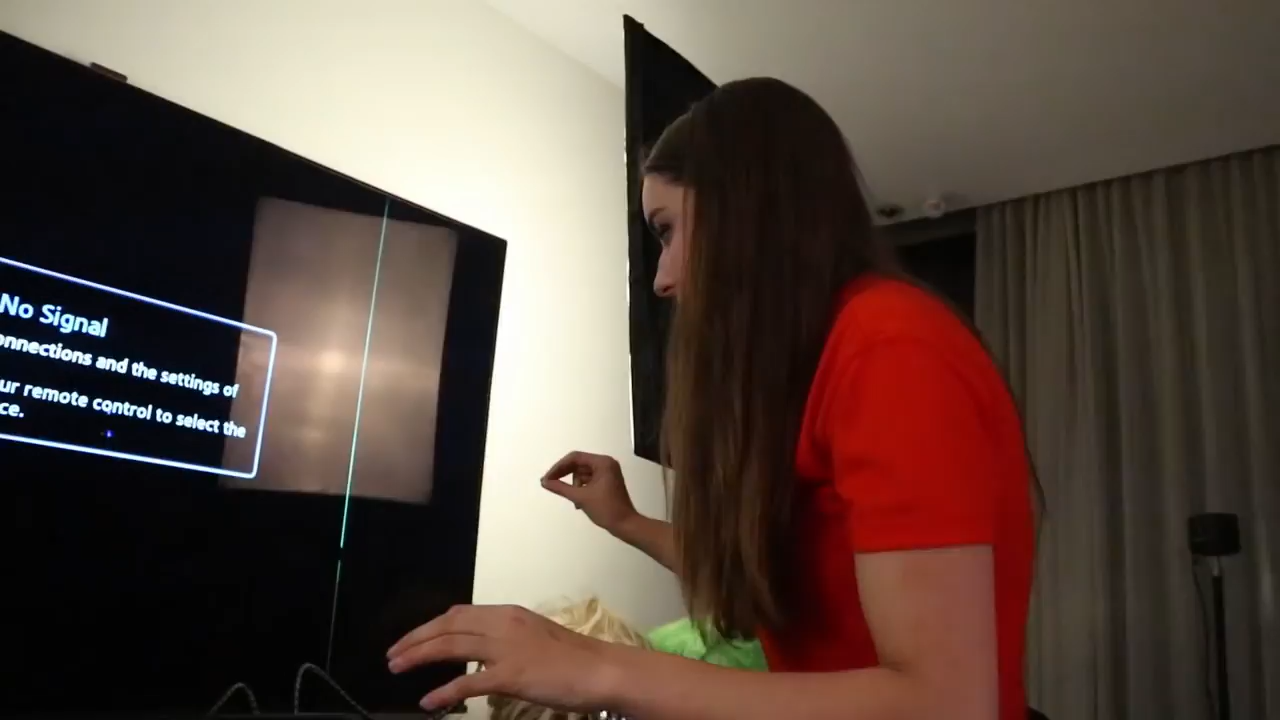 No Signal
onnections and the settings of
ur remote control to select the
ce.